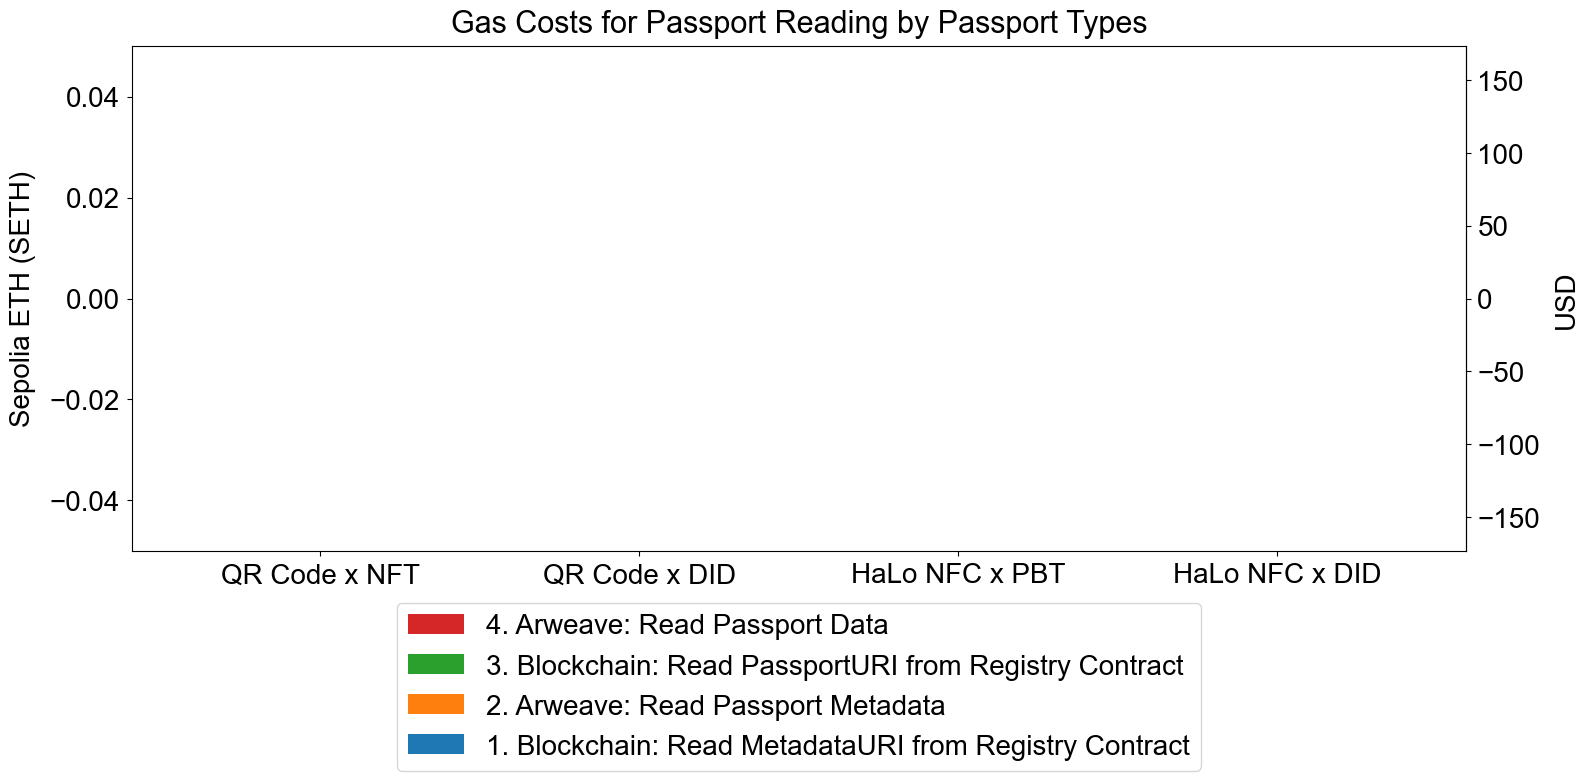 Gas Costs for Passport Reading by Passport Types
Sepolia ETH (SETH)
0.04
0.02
0.00
−0.02
−0.04
150
100
50
0
−50
−100
−150
USD
QR Code x NFT
QR Code x DID
HaLo NFC x PBT
HaLo NFC x DID
4. Arweave: Read Passport Data
3. Blockchain: Read PassportURI from Registry Contract
2. Arweave: Read Passport Metadata
1. Blockchain: Read MetadataURI from Registry Contract